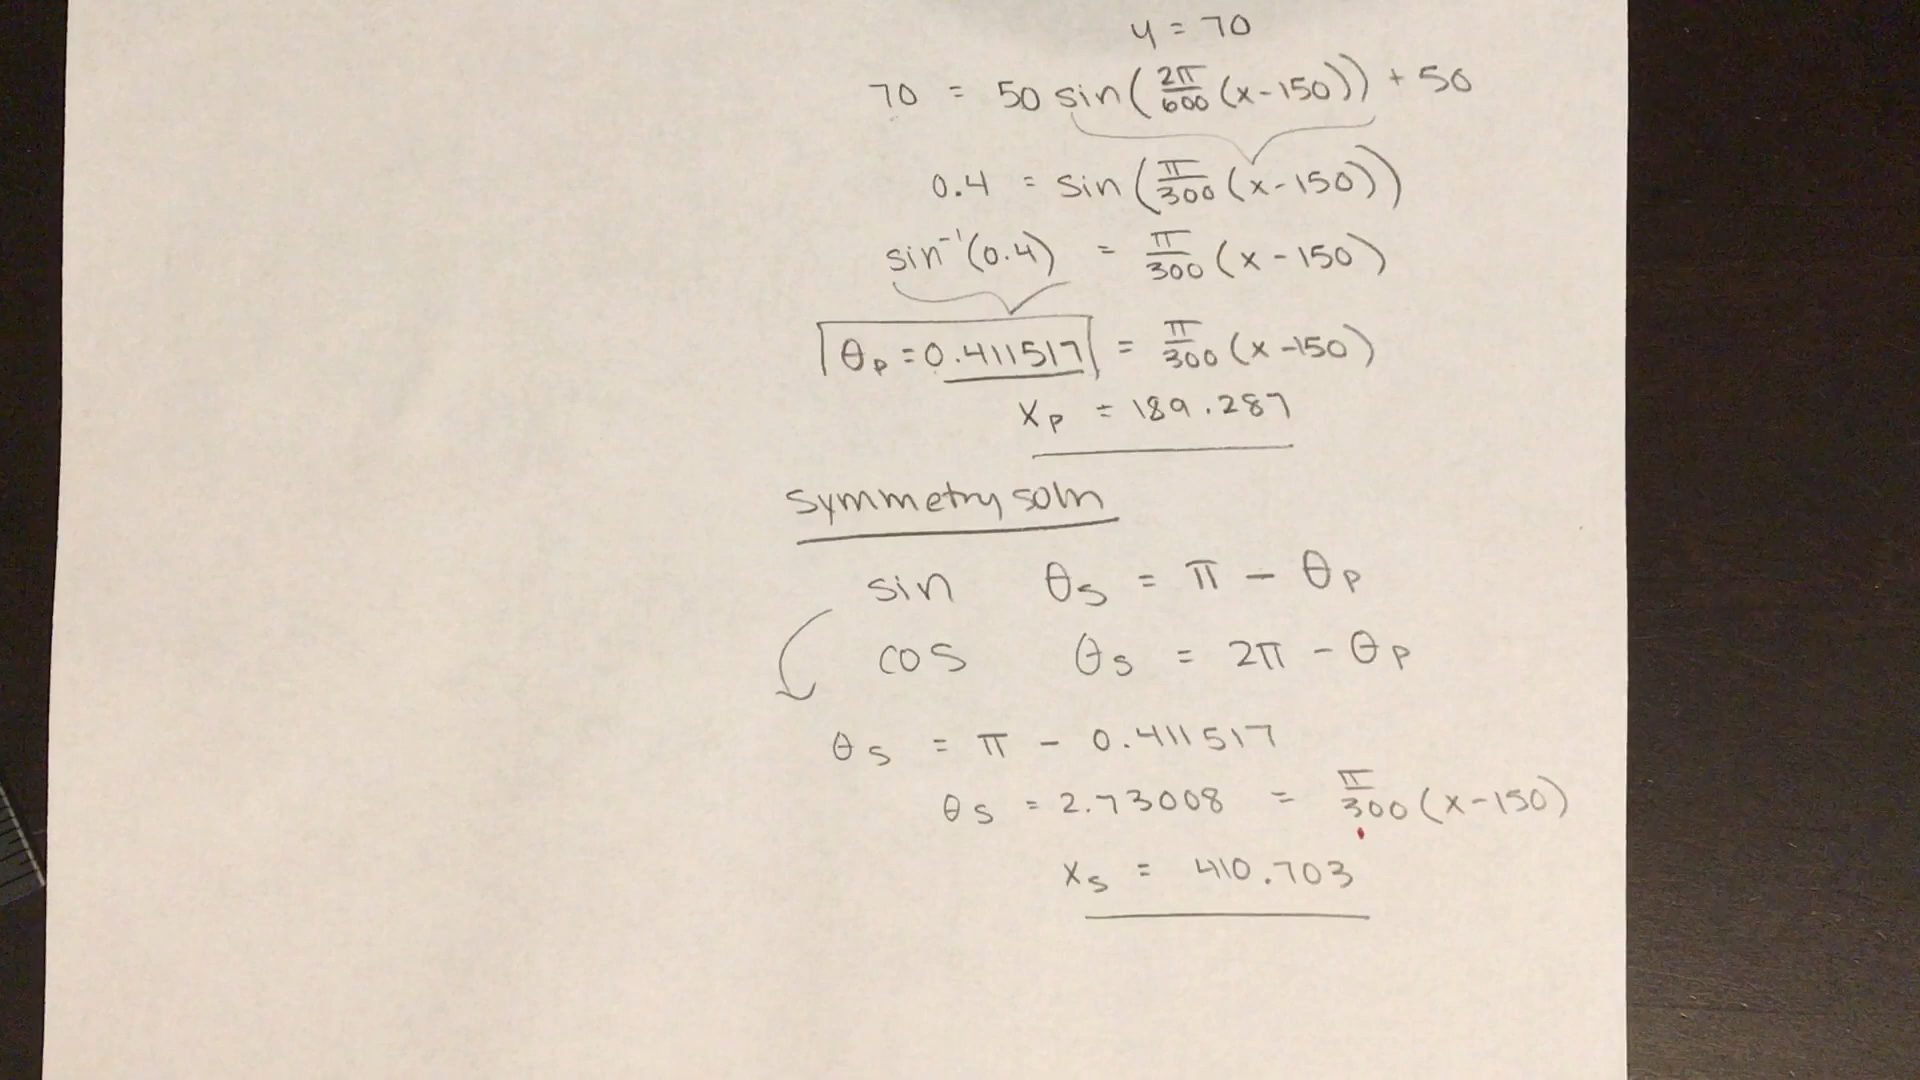 y = 70
70 = 50 sin(2π/600 (x-150)) + 50
0.4 = sin(π/300 (x-150))
sin⁻¹(0.4) = π/300 (x-150)
θp = 0.411517 = π/300 (x-150)
xp = 189.287
symmetry soln
sin θs = π - θp
cos θs = 2π - θp
θs = π - 0.411517
θs = 2.73008 = π/300 (x-150)
xs = 410.703